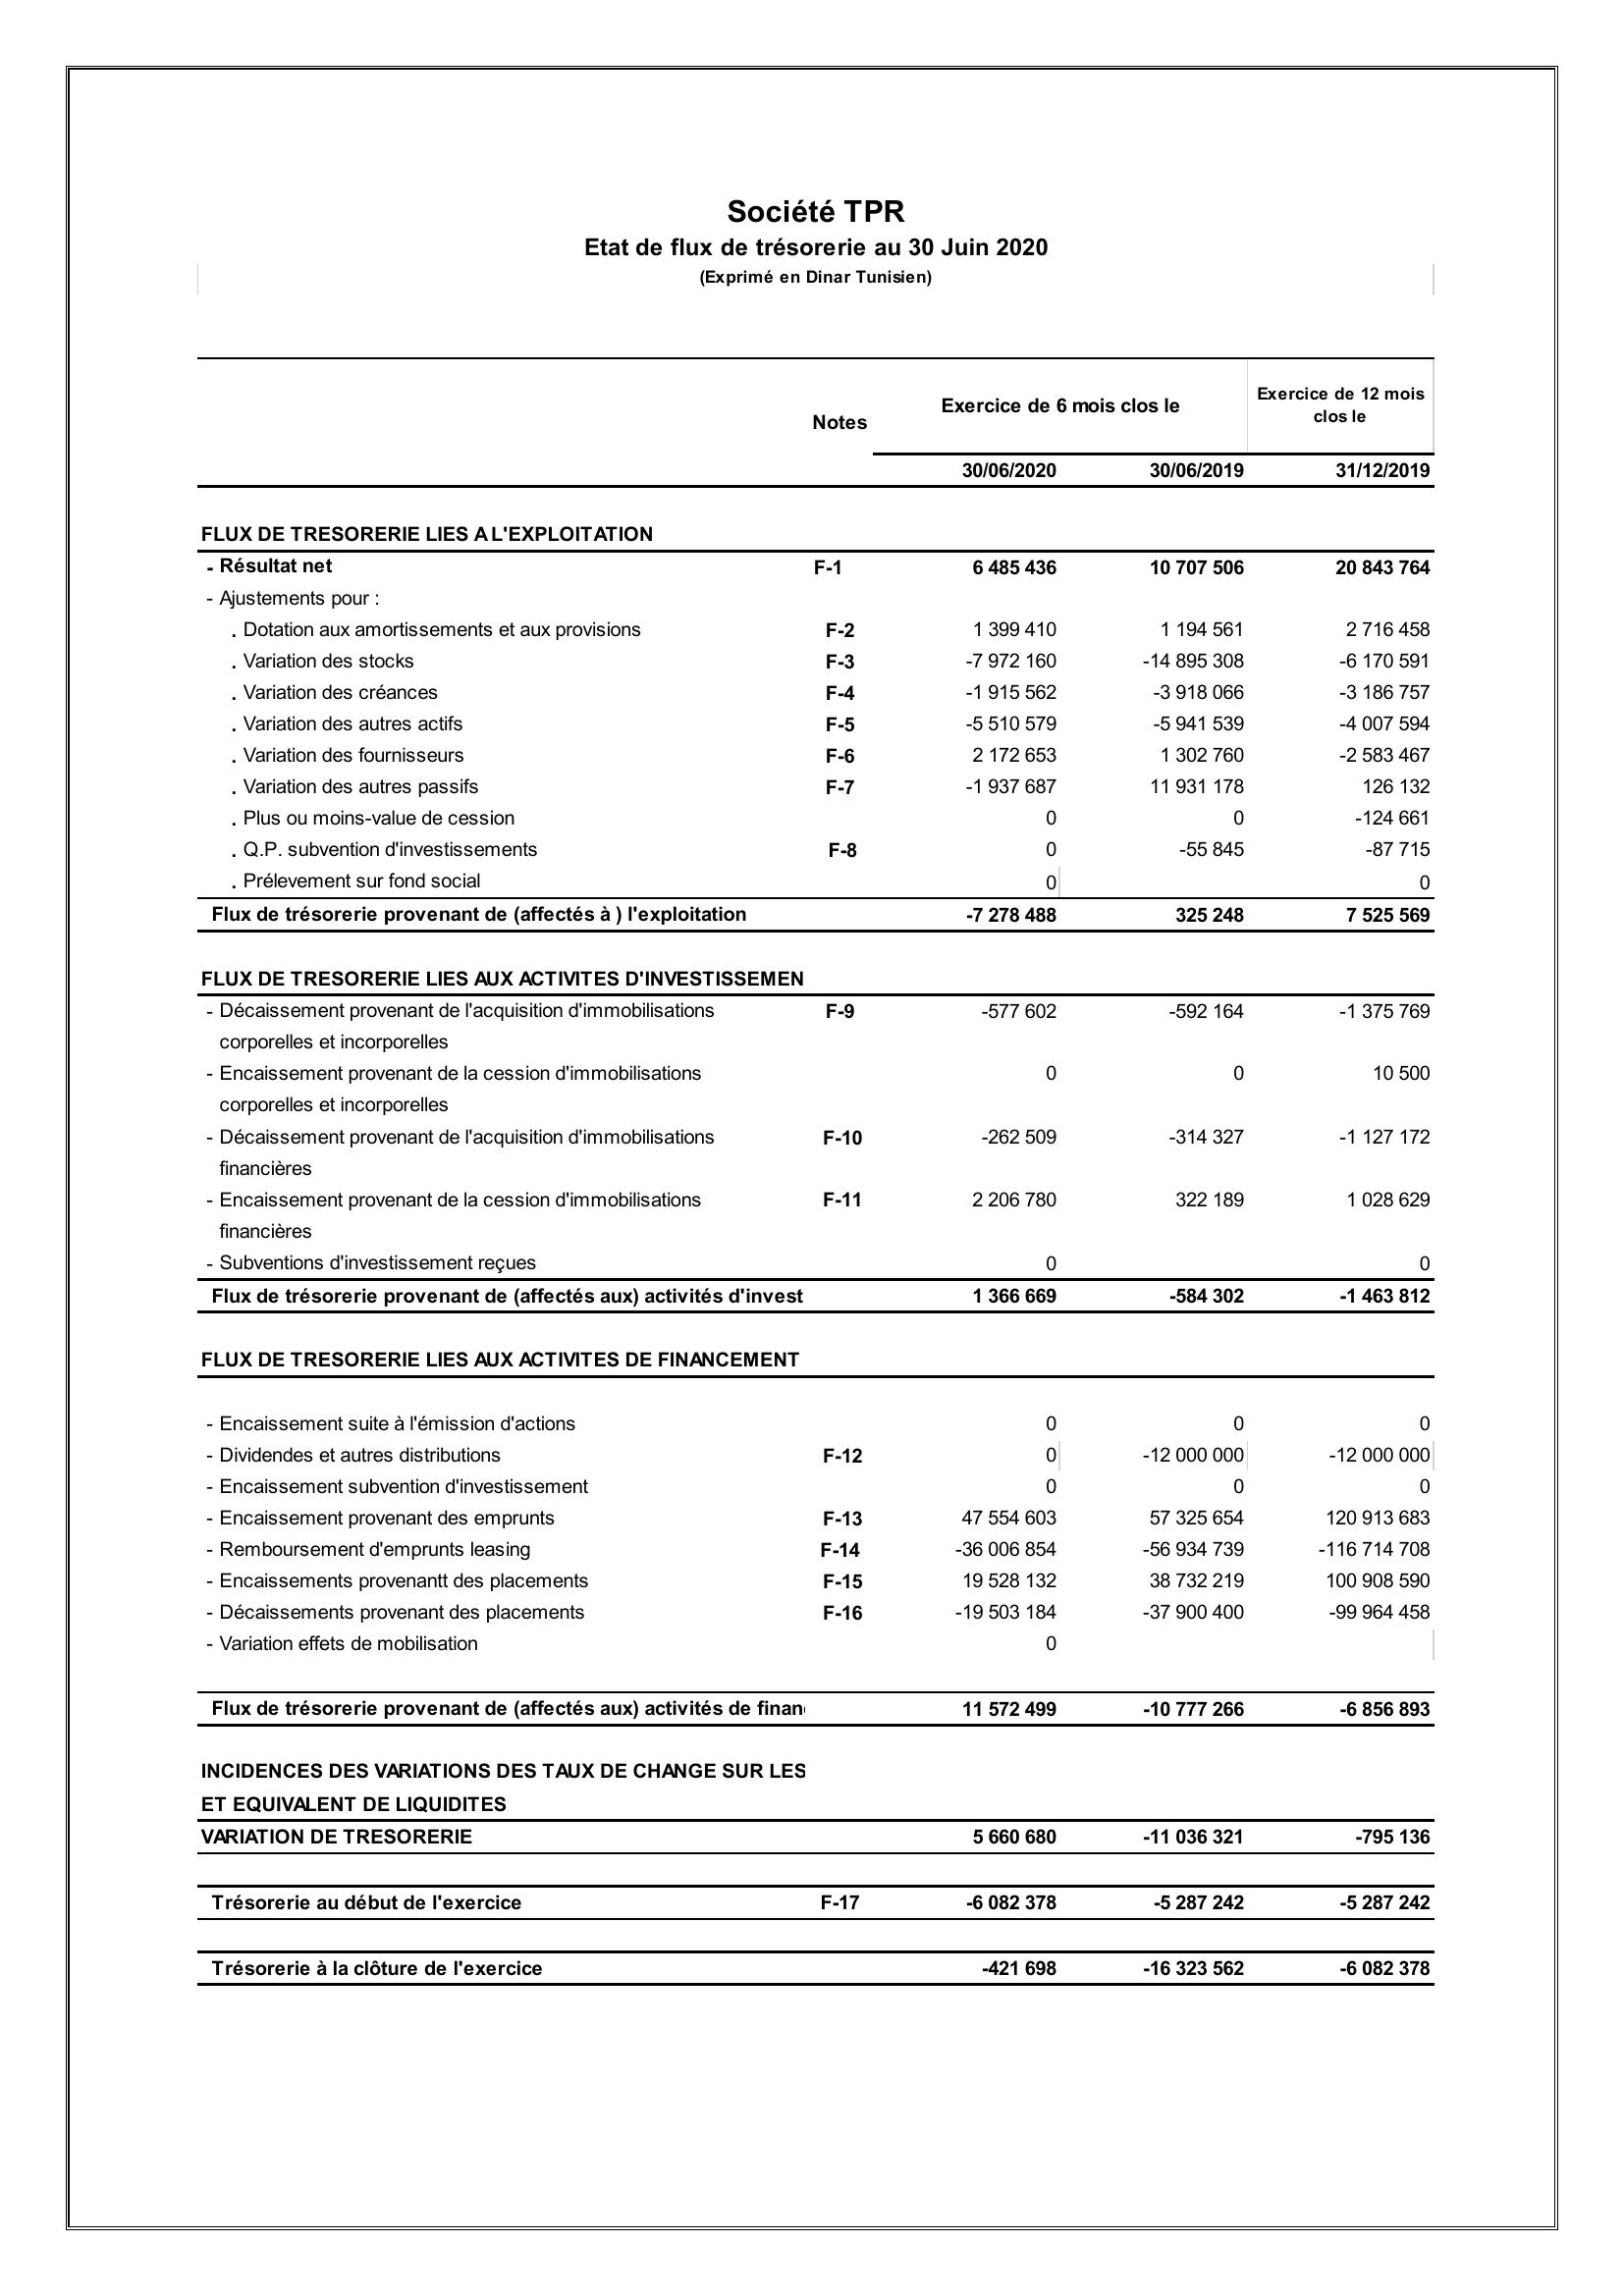 Société TPR
Etat de flux de trésorerie au 30 Juin 2020
(Exprimé en Dinar Tunisien)
Notes Exercice de 6 mois clos le Exercice de 12 mois clos le
30/06/2020 30/06/2019 31/12/2019
FLUX DE TRESORERIE LIES A L'EXPLOITATION
- Résultat net F-1 6 485 436 10 707 506 20 843 764
- Ajustements pour :
. Dotation aux amortissements et aux provisions F-2 1 399 410 1 194 561 2 716 458
. Variation des stocks F-3 -7 972 160 -14 895 308 -6 170 591
. Variation des créances F-4 -1 915 562 -3 918 066 -3 186 757
. Variation des autres actifs F-5 -5 510 579 -5 941 539 -4 007 594
. Variation des fournisseurs F-6 2 172 653 1 302 760 -2 583 467
. Variation des autres passifs F-7 -1 937 687 11 931 178 126 132
. Plus ou moins-value de cession 0 0 -124 661
. Q.P. subvention d'investissements F-8 0 -55 845 -87 715
. Prélevement sur fond social 0 0
Flux de trésorerie provenant de (affectés à ) l'exploitation -7 278 488 325 248 7 525 569
FLUX DE TRESORERIE LIES AUX ACTIVITES D'INVESTISSEMEN
- Décaissement provenant de l'acquisition d'immobilisations F-9 -577 602 -592 164 -1 375 769
corporelles et incorporelles
- Encaissement provenant de la cession d'immobilisations 0 0 10 500
corporelles et incorporelles
- Décaissement provenant de l'acquisition d'immobilisations F-10 -262 509 -314 327 -1 127 172
financières
- Encaissement provenant de la cession d'immobilisations F-11 2 206 780 322 189 1 028 629
financières
- Subventions d'investissement reçues 0 0
Flux de trésorerie provenant de (affectés aux) activités d'invest 1 366 669 -584 302 -1 463 812
FLUX DE TRESORERIE LIES AUX ACTIVITES DE FINANCEMENT
- Encaissement suite à l'émission d'actions 0 0 0
- Dividendes et autres distributions F-12 0 -12 000 000 -12 000 000
- Encaissement subvention d'investissement 0 0 0
- Encaissement provenant des emprunts F-13 47 554 603 57 325 654 120 913 683
- Remboursement d'emprunts leasing F-14 -36 006 854 -56 934 739 -116 714 708
- Encaissements provenantt des placements F-15 19 528 132 38 732 219 100 908 590
- Décaissements provenant des placements F-16 -19 503 184 -37 900 400 -99 964 458
- Variation effets de mobilisation 0
Flux de trésorerie provenant de (affectés aux) activités de finan 11 572 499 -10 777 266 -6 856 893
INCIDENCES DES VARIATIONS DES TAUX DE CHANGE SUR LES
ET EQUIVALENT DE LIQUIDITES
VARIATION DE TRESORERIE 5 660 680 -11 036 321 -795 136
Trésorerie au début de l'exercice F-17 -6 082 378 -5 287 242 -5 287 242
Trésorerie à la clôture de l'exercice -421 698 -16 323 562 -6 082 378